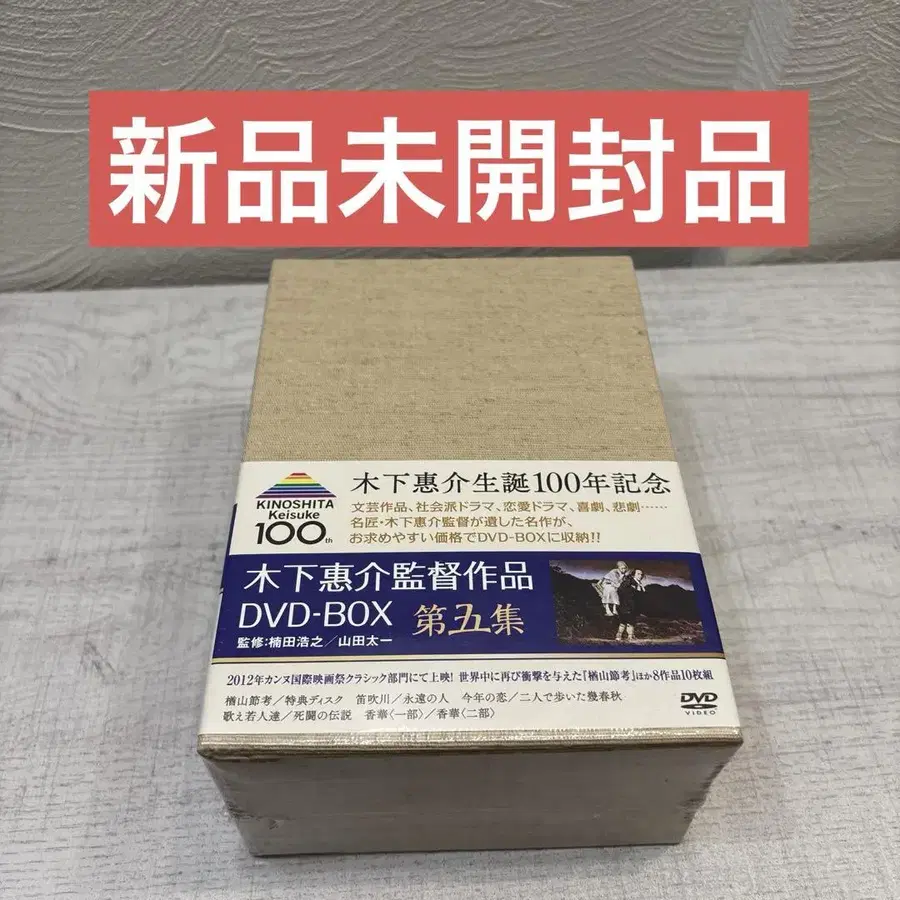 新品未開封品
KINOSHITA
Keisuke
100th
木下惠介生誕100年記念
文芸作品、社会派ドラマ、恋愛ドラマ、喜劇、悲劇……
名匠・木下惠介監督が遺した名作が、
お求めやすい価格でDVD-BOXに収納!!
木下惠介監督作品
DVD-BOX 第五集
監修:楠田浩之/山田太一
2012年カンヌ国際映画祭クラシック部門にて上映! 世界中に再び衝撃を与えた『楢山節考』ほか8作品10枚組
楢山節考/特典ディスク 笛吹川/永遠の人 今年の恋/二人で歩いた幾春秋
歌え若人達/死闘の伝説 香華〈一部〉/香華〈二部〉
DVD
VIDEO